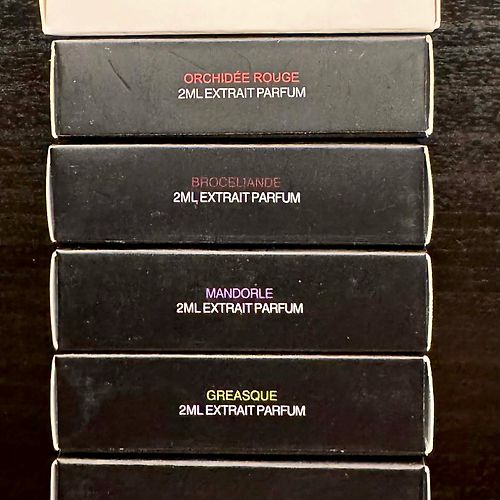 ORCHIDÉE ROUGE
2ML EXTRAIT PARFUM
BROCELIANDE
2ML EXTRAIT PARFUM
MANDORLE
2ML EXTRAIT PARFUM
GREASQUE
2ML EXTRAIT PARFUM